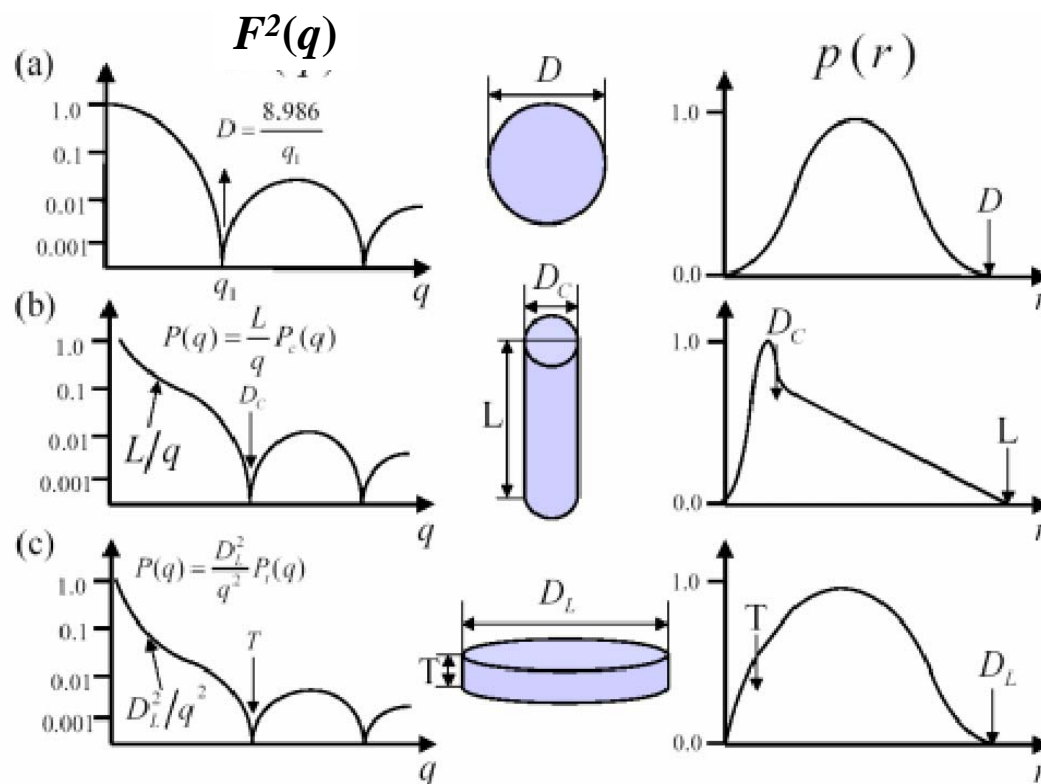 F²(q)
(a)
1.0
0.1
0.01
0.001
D = 8.986 / q₁
q₁
q
D
p(r)
1.0
0.0
D
r
(b)
1.0
0.1
0.01
0.001
P(q) = L/q P_c(q)
D_C
L/q
q
D_C
L
1.0
0.0
D_C
L
r
(c)
1.0
0.1
0.01
0.001
P(q) = D_L²/q² P_t(q)
T
D_L²/q²
q
D_L
T
1.0
0.0
T
D_L
r